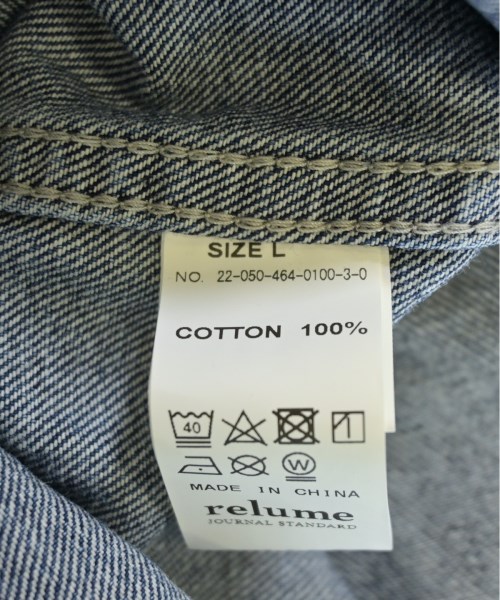 SIZE L
NO. 22-050-464-0100-3-0
COTTON 100%
40
W
MADE IN CHINA
relume
JOURNAL STANDARD